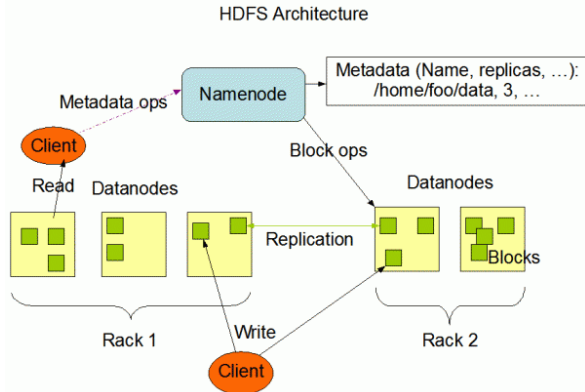 HDFS Architecture
Metadata (Name, replicas, ...):
/home/foo/data, 3, ...
Namenode
Metadata ops
Client
Block ops
Read
Datanodes
Datanodes
Replication
Blocks
Write
Rack 1
Rack 2
Client